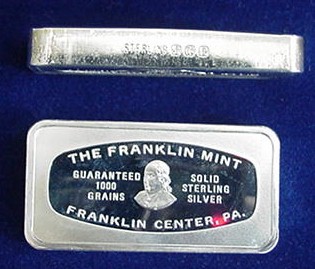 THE FRANKLIN MINT
GUARANTEED
1000
GRAINS
SOLID
STERLING
SILVER
FRANKLIN CENTER, PA.